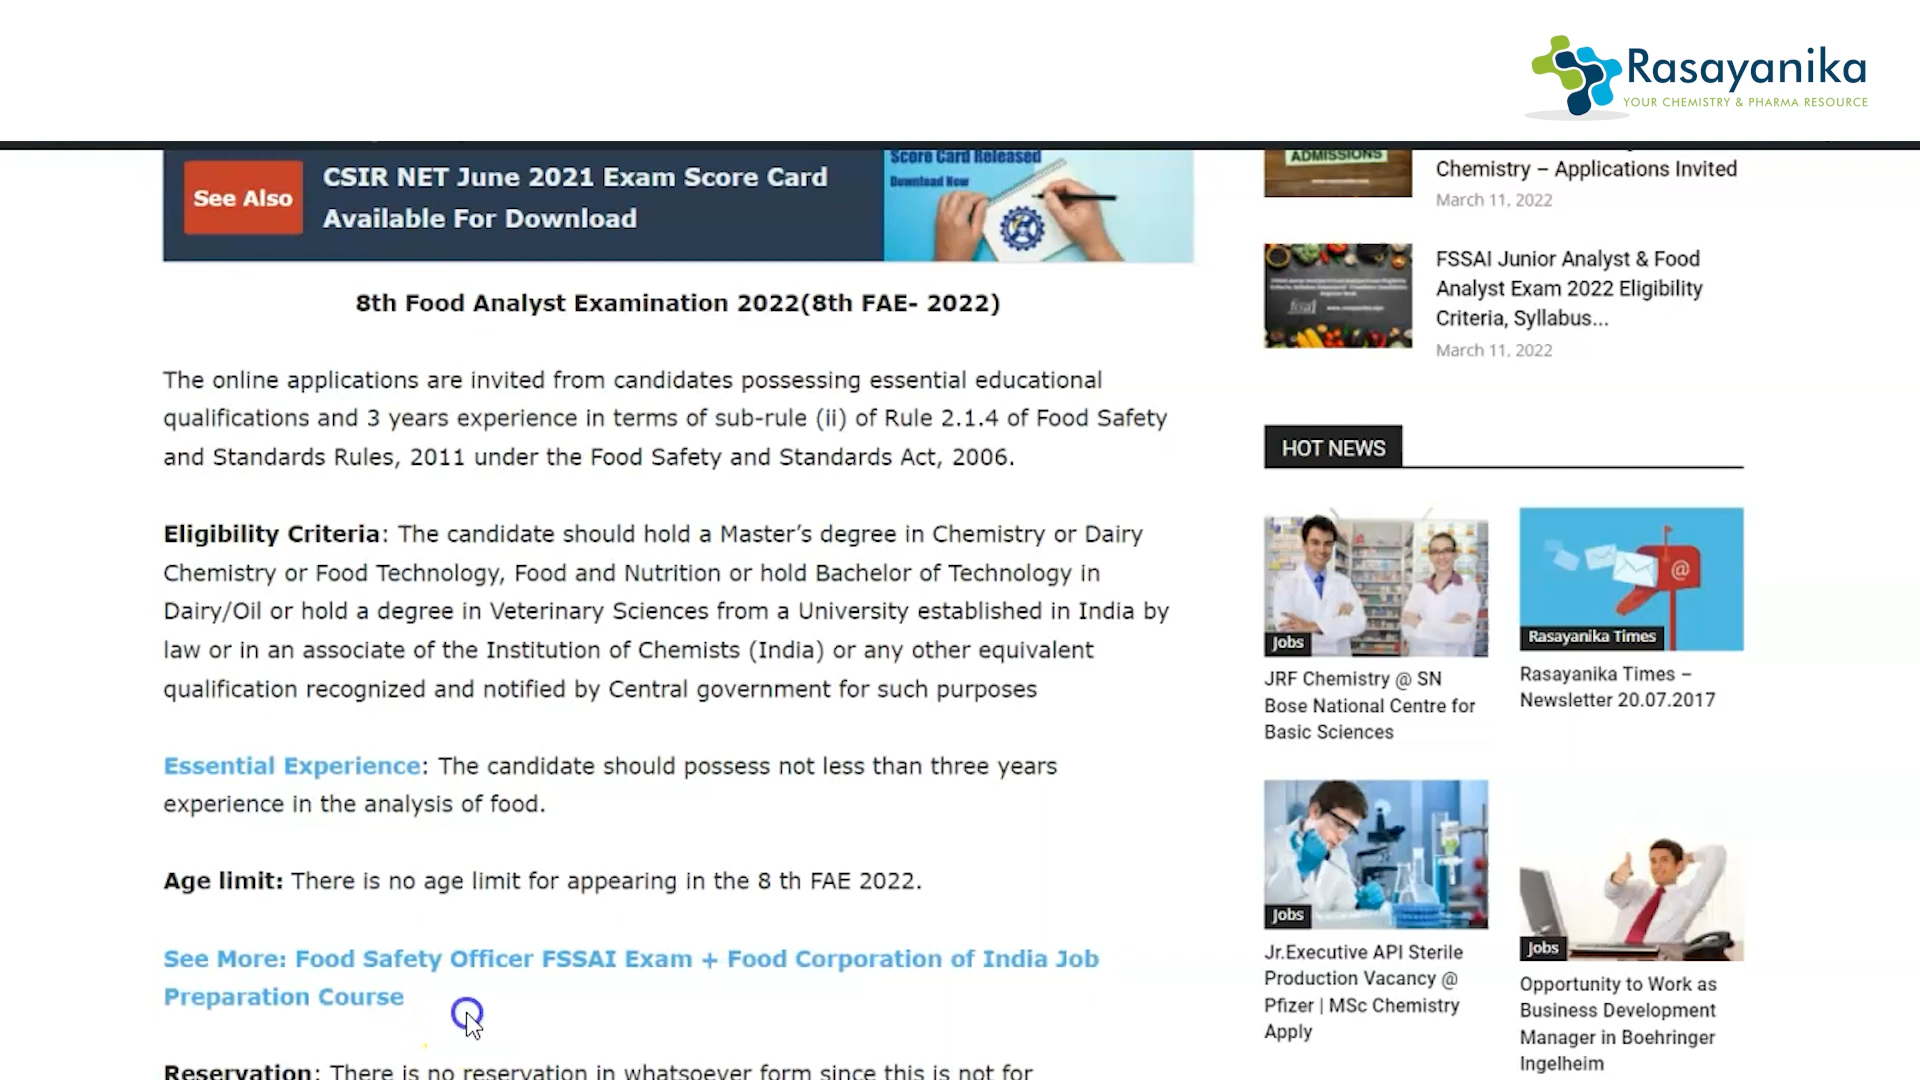 Rasayanika
YOUR CHEMISTRY & PHARMA RESOURCE
See Also
CSIR NET June 2021 Exam Score Card
Available For Download
Score Card Released
Download Now
8th Food Analyst Examination 2022(8th FAE- 2022)
The online applications are invited from candidates possessing essential educational
qualifications and 3 years experience in terms of sub-rule (ii) of Rule 2.1.4 of Food Safety
and Standards Rules, 2011 under the Food Safety and Standards Act, 2006.
Eligibility Criteria: The candidate should hold a Master’s degree in Chemistry or Dairy
Chemistry or Food Technology, Food and Nutrition or hold Bachelor of Technology in
Dairy/Oil or hold a degree in Veterinary Sciences from a University established in India by
law or in an associate of the Institution of Chemists (India) or any other equivalent
qualification recognized and notified by Central government for such purposes
Essential Experience: The candidate should possess not less than three years
experience in the analysis of food.
Age limit: There is no age limit for appearing in the 8 th FAE 2022.
See More: Food Safety Officer FSSAI Exam + Food Corporation of India Job
Preparation Course
Reservation: There is no reservation in whatsoever form since this is not for
ADMISSIONS
Chemistry – Applications Invited
March 11, 2022
fssai
FSSAI Junior Analyst & Food
Analyst Exam 2022 Eligibility
Criteria, Syllabus...
March 11, 2022
HOT NEWS
Jobs
JRF Chemistry @ SN
Bose National Centre for
Basic Sciences
@
Rasayanika Times
Rasayanika Times –
Newsletter 20.07.2017
Jobs
Jr.Executive API Sterile
Production Vacancy @
Pfizer | MSc Chemistry
Apply
Jobs
Opportunity to Work as
Business Development
Manager in Boehringer
Ingelheim